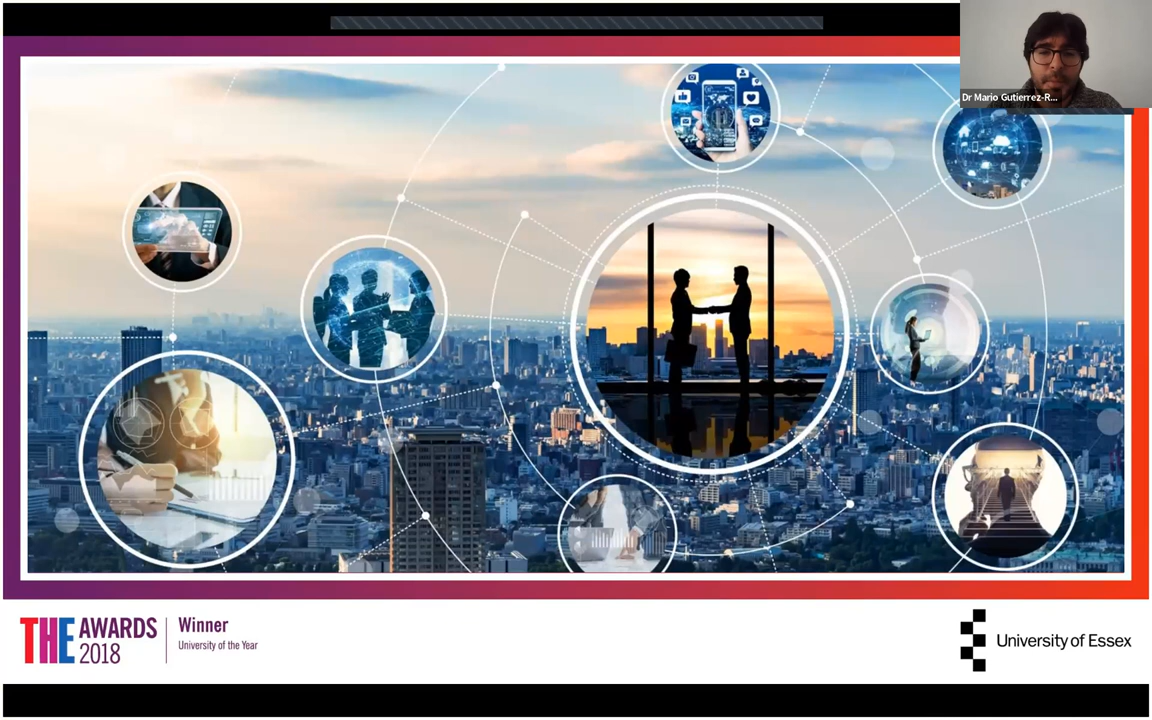 Dr Mario Gutierrez-R...
THE AWARDS 2018
Winner
University of the Year
University of Essex